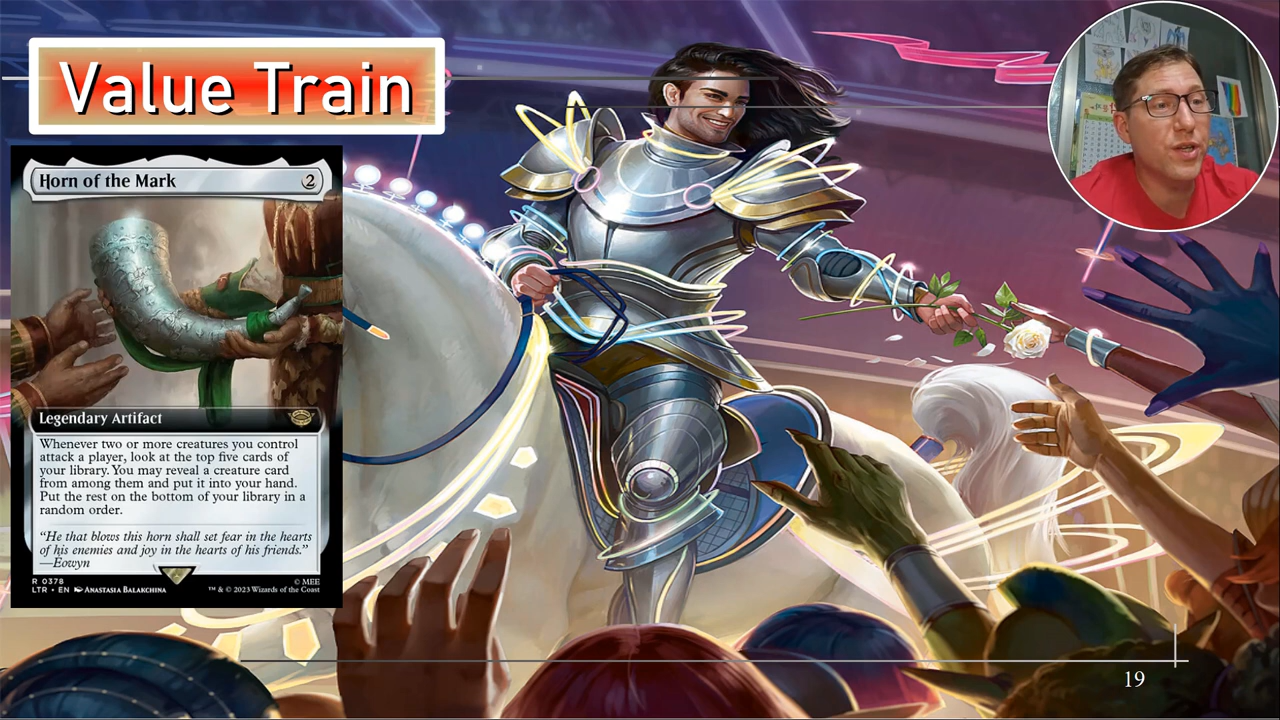 Value Train
Horn of the Mark 2
Legendary Artifact
Whenever two or more creatures you control
attack a player, look at the top five cards of
your library. You may reveal a creature card
from among them and put it into your hand.
Put the rest on the bottom of your library in a
random order.
“He that blows this horn shall set fear in the hearts
of his enemies and joy in the hearts of his friends.”
—Éowyn
R 0378 © MEE
LTR • EN Anastasia Balakchina ™ & © 2023 Wizards of the Coast
19